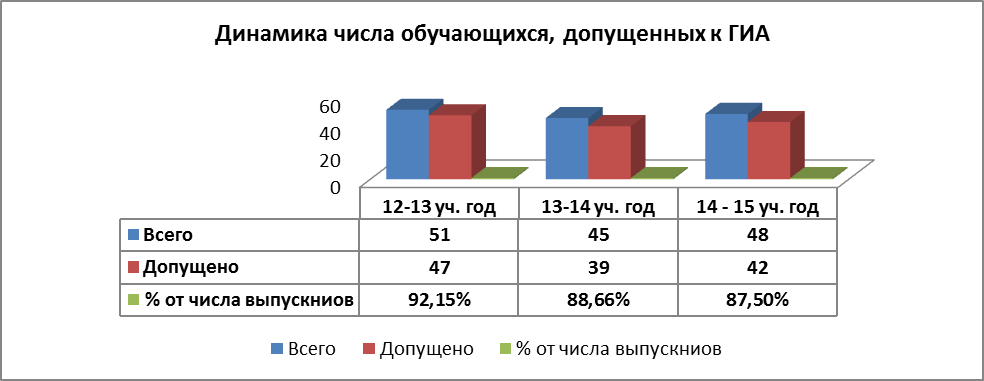 Динамика числа обучающихся, допущенных к ГИА
60
40
20
0
12-13 уч. год 13-14 уч. год 14 - 15 уч. год
Всего 51 45 48
Допущено 47 39 42
% от числа выпускниов 92,15% 88,66% 87,50%
Всего Допущено % от числа выпускниов